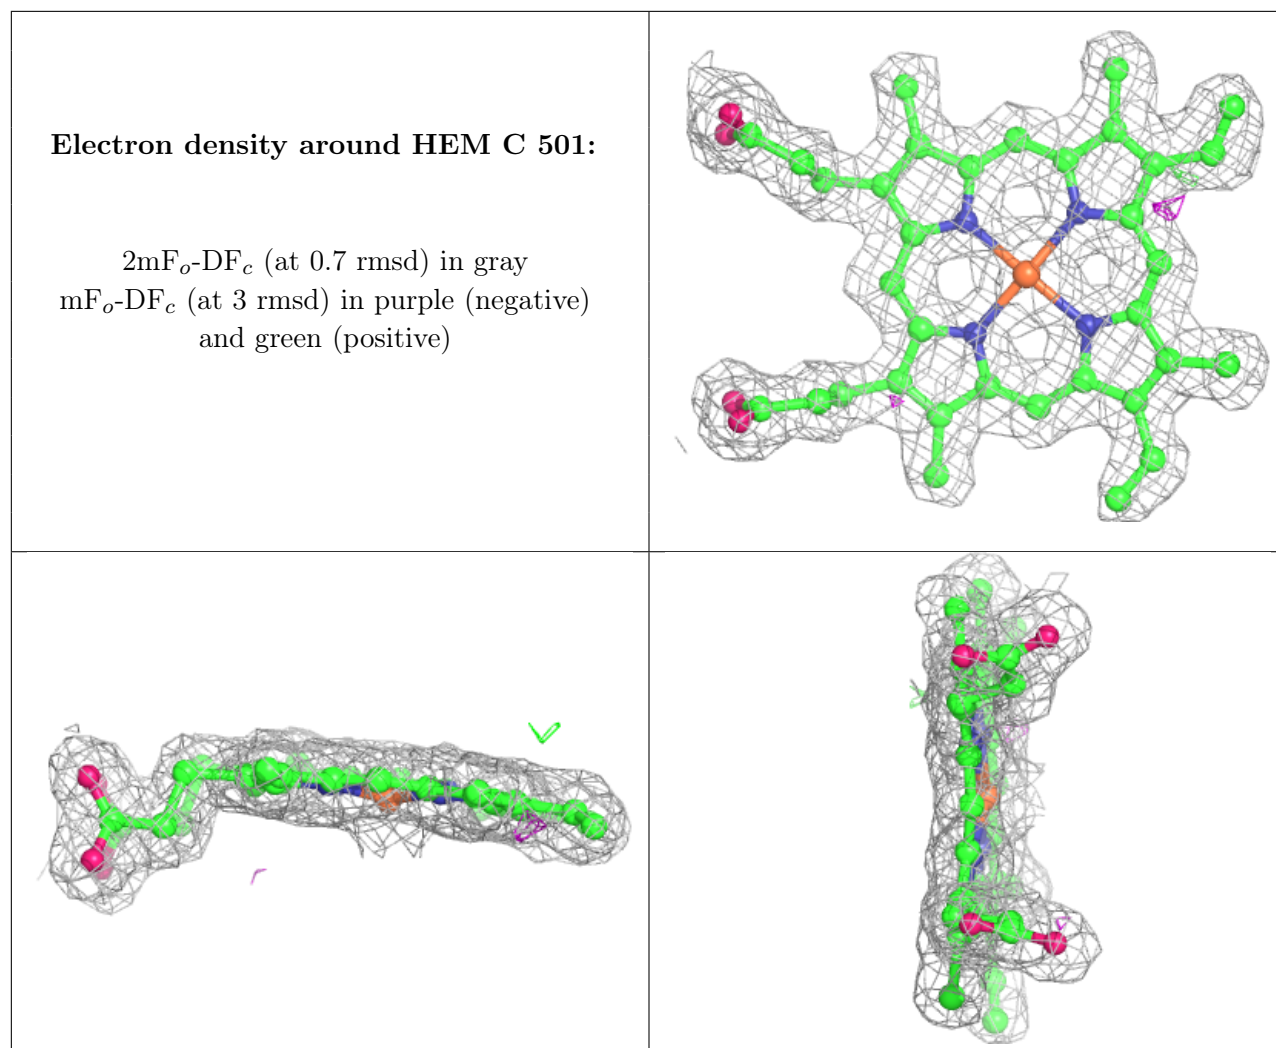 Electron density around HEM C 501:
2mFo-DFc (at 0.7 rmsd) in gray
mFo-DFc (at 3 rmsd) in purple (negative)
and green (positive)